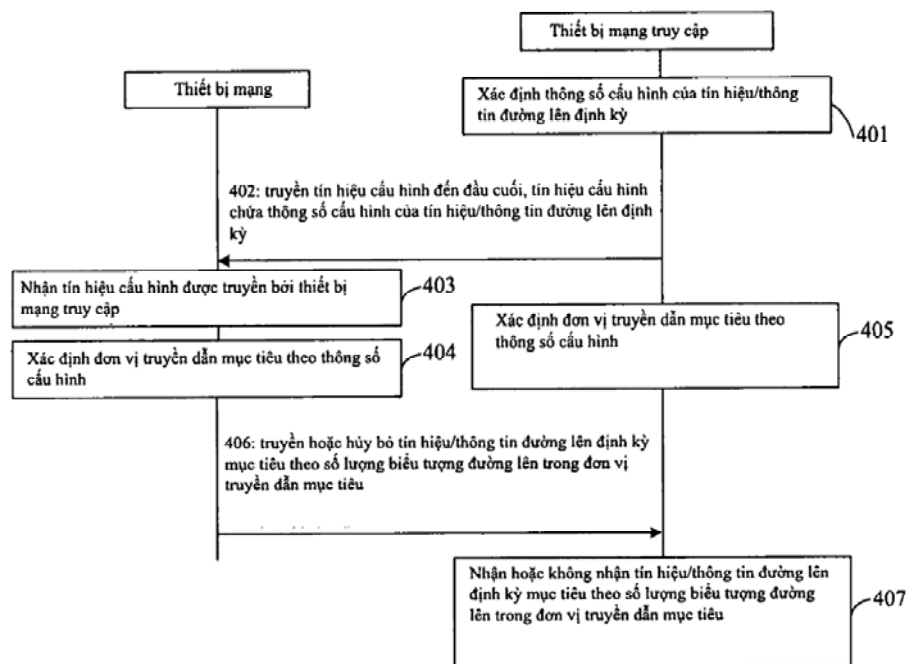 Thiết bị mạng truy cập
Thiết bị mạng
Xác định thông số cấu hình của tín hiệu/thông
tin đường lên định kỳ
401
402: truyền tín hiệu cấu hình đến đầu cuối, tín hiệu cấu hình
chứa thông số cấu hình của tín hiệu/thông tin đường lên định
kỳ
Nhận tín hiệu cấu hình được truyền bởi thiết bị
mạng truy cập
403
Xác định đơn vị truyền dẫn mục tiêu theo
thông số cấu hình
405
Xác định đơn vị truyền dẫn mục tiêu theo thông số
cấu hình
404
406: truyền hoặc hủy bỏ tín hiệu/thông tin đường lên định kỳ
mục tiêu theo số lượng biểu tượng đường lên trong đơn vị
truyền dẫn mục tiêu
Nhận hoặc không nhận tín hiệu/thông tin đường lên
định kỳ mục tiêu theo số lượng biểu tượng đường
lên trong đơn vị truyền dẫn mục tiêu
407